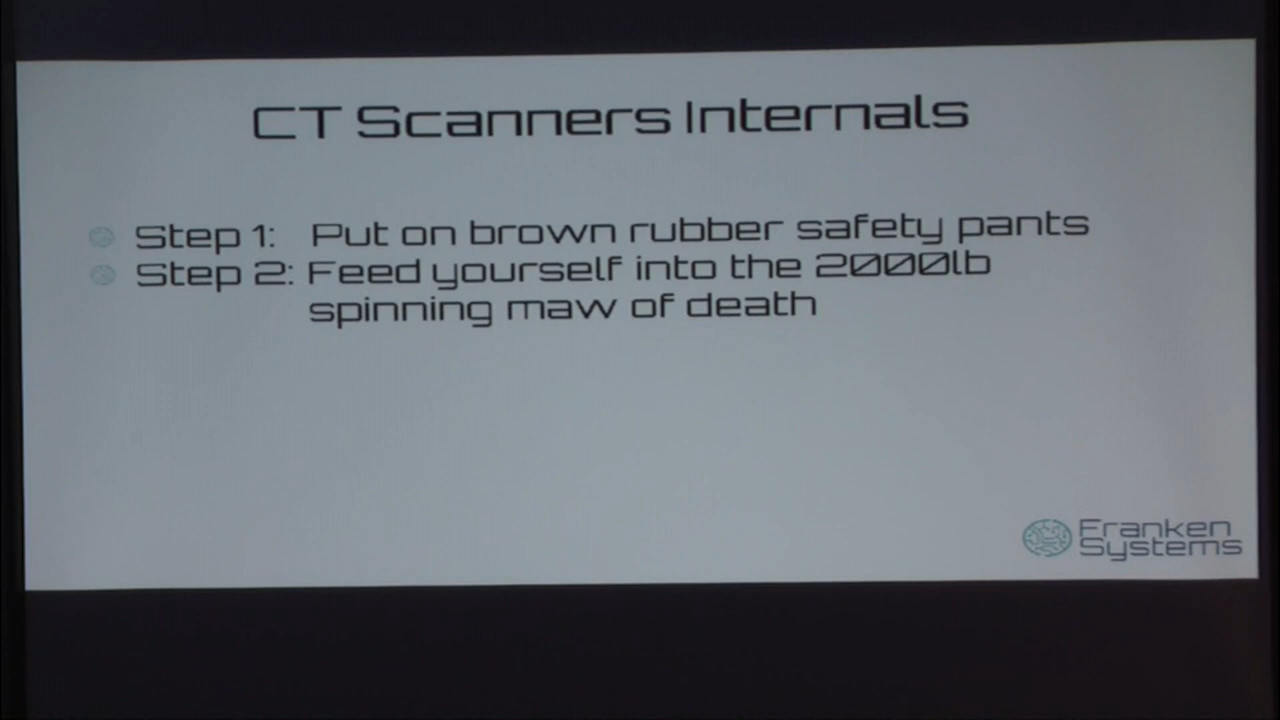 CT Scanners Internals
Step 1: Put on brown rubber safety pants
Step 2: Feed yourself into the 2000lb
spinning maw of death
Franken
Systems